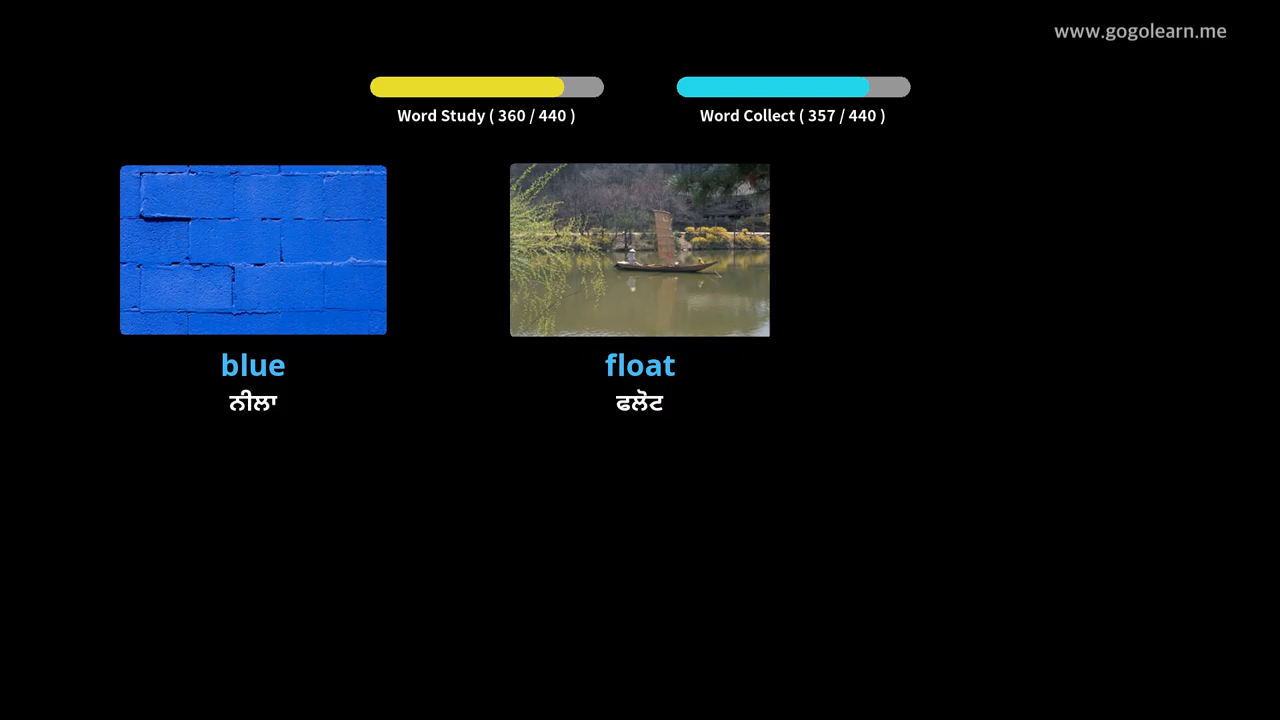 www.gogolearn.me
Word Study ( 360 / 440 )
Word Collect ( 357 / 440 )
blue
ਨੀਲਾ
float
ਫਲੋਟ